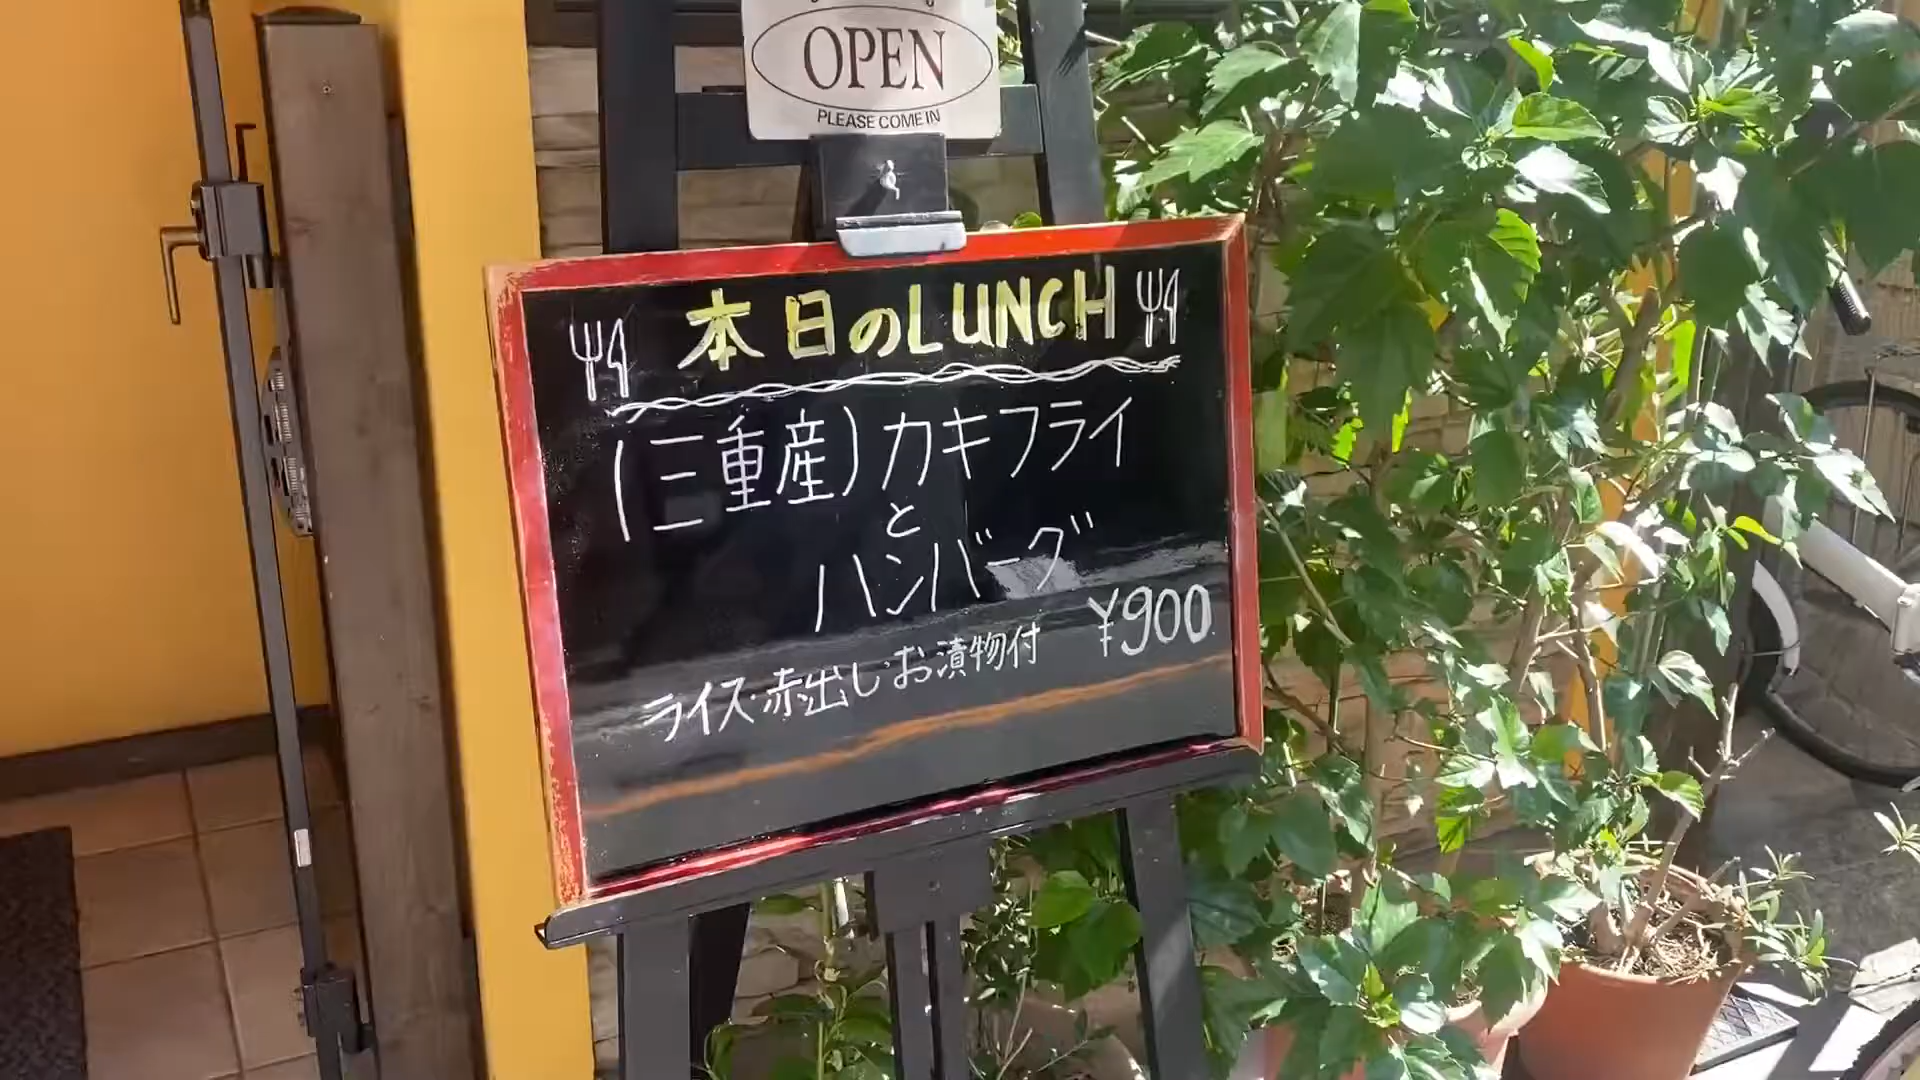 OPEN
PLEASE COME IN
本日のLUNCH
(三重産)カキフライ
と
ハンバーグ
¥900
ライス・赤出し・お漬物付